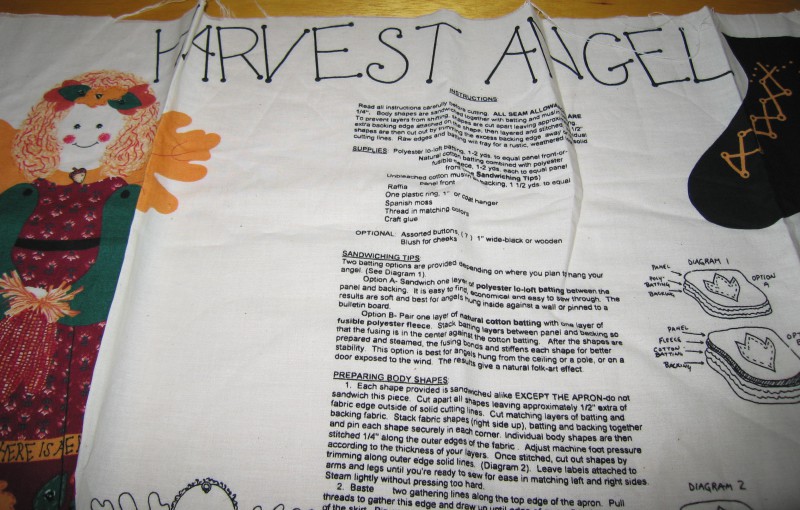 HARVEST ANGEL
INSTRUCTIONS
Read all instructions carefully before cutting. ALL SEAM ALLOWA ARE
1/4". Body shapes are sandwiched together with batting and muslin
To prevent layers from shifting, shapes are cut apart leaving approx
extra backing edge attached on the shape, then layered and stitched 1/2"
shapes are then cut out by trimming the excess backing edge away individual
cutting lines. Raw edges and batting will fray for a rustic, weathered solid
SUPPLIES: Polyester lo-loft batting, 1-2 yds. to equal panel front-or-
Natural cotton batting combined with polyester
fusible 1-2 yds. each to equal panel
front Sandwiching Tips)
Unbleached cotton muslin backing, 1 1/2 yds. to equal
panel front
Raffia
One plastic ring, 1" or coat hanger
Spanish moss
Thread in matching colors
Craft glue
OPTIONAL: Assorted buttons, (7) 1" wide-black or wooden
Blush for cheeks
SANDWICHING TIPS:
Two batting options are provided depending on where you plan hang your
angel. (See Diagram 1).
Option A- Sandwich one layer of polyester lo-loft batting between the
panel and backing. It is easy to find, economical and easy to sew through. The
results are soft and best for angels hung inside against a wall or pinned to a
bulletin board.
Option B- Pair one layer of natural cotton batting with one layer of
fusible polyester fleece. Stack batting layers between panel and backing so
that the fusing is in the center against the cotton batting. After the shapes are
prepared and steamed, the fusing bonds and stiffens each shape for better
stability. This option is best for angels hung from the ceiling or a pole, or on a
door exposed to the wind. The results give a natural folk-art effect.
PREPARING BODY SHAPES:
1. Each shape provided is sandwiched alike EXCEPT THE APRON-do not
sandwich this piece. Cut apart all shapes leaving approximately 1/2" extra of
fabric edge outside of solid cutting lines. Cut matching layers of batting and
backing fabric. Stack fabric shapes (right side up), batting and backing together
and pin each shape securely in each corner. Individual body shapes are then
stitched 1/4" along the outer edges of the fabric. Adjust machine foot pressure
according to the thickness of your layers. Once stitched, cut out shapes by
trimming along outer edge solid lines. (Diagram 2). Leave labels attached to
arms and legs until you're ready to sew for ease in matching left and right sides.
Steam lightly without pressing too hard.
2. Baste two gathering lines along the top edge of the apron. Pull
threads to gather this edge and draw up until
DIAGRAM 1
PANEL
POLY-
BATTING
BACKING
OPTION
A
PANEL
FLEECE
COTTON
BATTING
BACKING
DIAGRAM 2
HERE IS